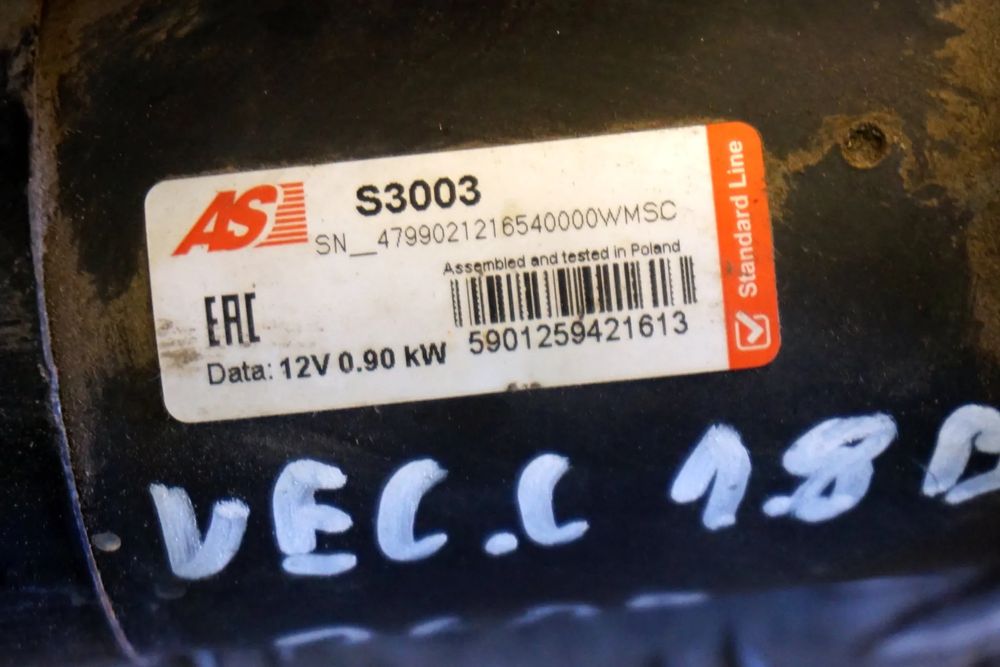 AS
S3003
SN__4799021216540000WMSC
Assembled and tested in Poland
EAC
5901259421613
Data: 12V 0.90 kW
Standard Line
VEC.C 1.8